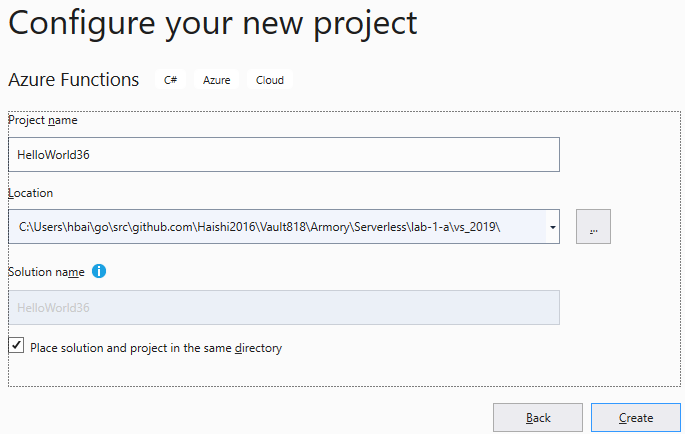 Configure your new project
Azure Functions C# Azure Cloud
Project name
HelloWorld36
Location
C:\Users\hbai\go\src\github.com\Haishi2016\Vault818\Armory\Serverless\lab-1-a\vs_2019\
...
Solution name
HelloWorld36
Place solution and project in the same directory
Back Create